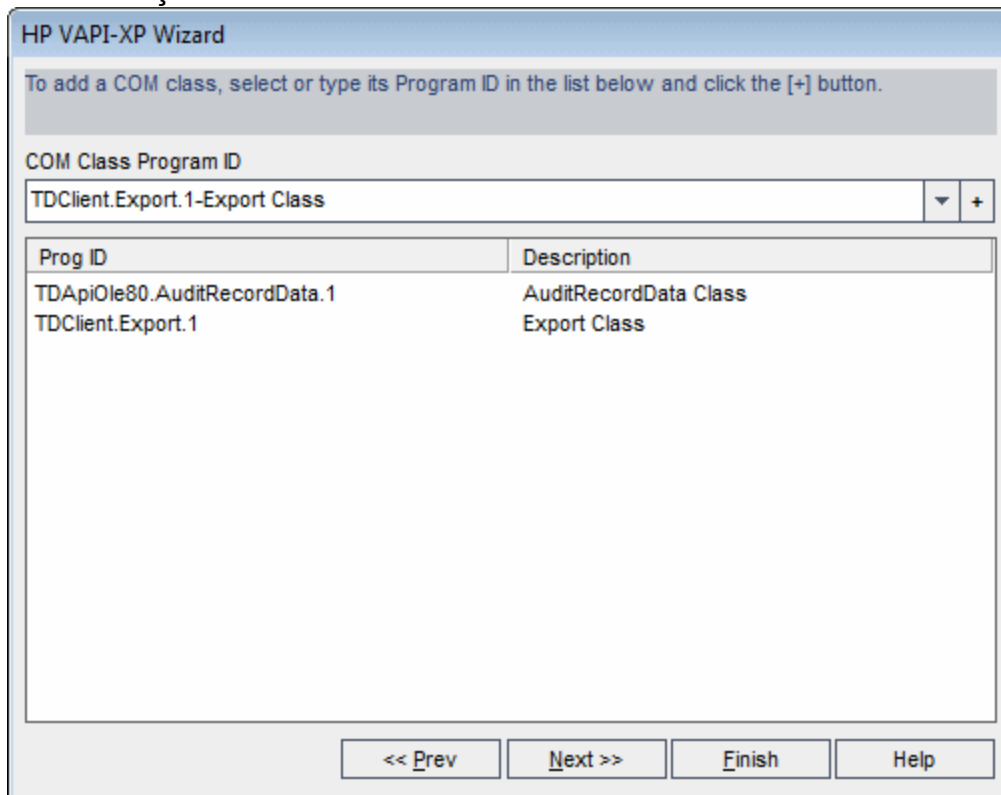 HP VAPI-XP Wizard
To add a COM class, select or type its Program ID in the list below and click the [+] button.
COM Class Program ID
TDClient.Export.1-Export Class +
Prog ID Description
TDApiOle80.AuditRecordData.1 AuditRecordData Class
TDClient.Export.1 Export Class
<< Prev Next >> Finish Help